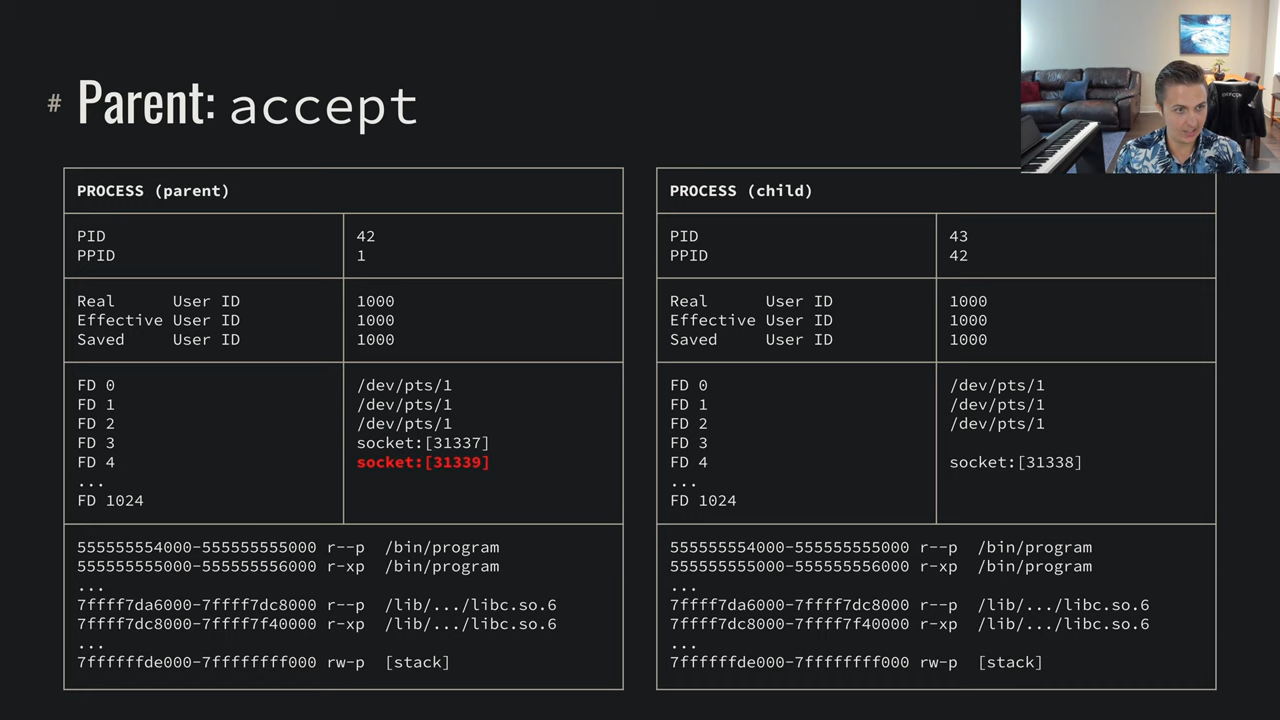 # Parent: accept
PROCESS (parent)
PID 42
PPID 1
Real User ID 1000
Effective User ID 1000
Saved User ID 1000
FD 0 /dev/pts/1
FD 1 /dev/pts/1
FD 2 /dev/pts/1
FD 3 socket:[31337]
FD 4 socket:[31339]
...
FD 1024
555555554000-555555555000 r--p /bin/program
555555555000-555555556000 r-xp /bin/program
...
7ffff7da6000-7ffff7dc8000 r--p /lib/.../libc.so.6
7ffff7dc8000-7ffff7f40000 r-xp /lib/.../libc.so.6
...
7ffffffde000-7ffffffff000 rw-p [stack]
PROCESS (child)
PID 43
PPID 42
Real User ID 1000
Effective User ID 1000
Saved User ID 1000
FD 0 /dev/pts/1
FD 1 /dev/pts/1
FD 2 /dev/pts/1
FD 3
FD 4 socket:[31338]
...
FD 1024
555555554000-555555555000 r--p /bin/program
555555555000-555555556000 r-xp /bin/program
...
7ffff7da6000-7ffff7dc8000 r--p /lib/.../libc.so.6
7ffff7dc8000-7ffff7f40000 r-xp /lib/.../libc.so.6
...
7ffffffde000-7ffffffff000 rw-p [stack]